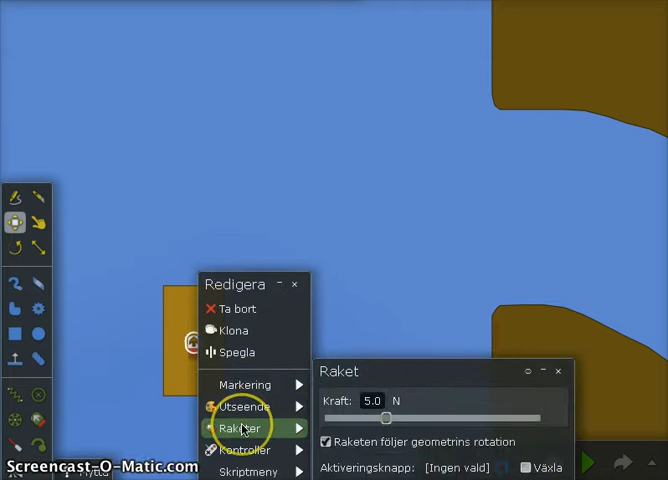 Redigera
Ta bort
Klona
Spegla
Markering
Utseende
Raketer
Kontroller
Skriptmeny
Raket
Kraft: 5.0 N
Raketen följer geometrins rotation
Aktiveringsknapp: [Ingen vald] Växla
Screencast-O-Matic.com
Flytta